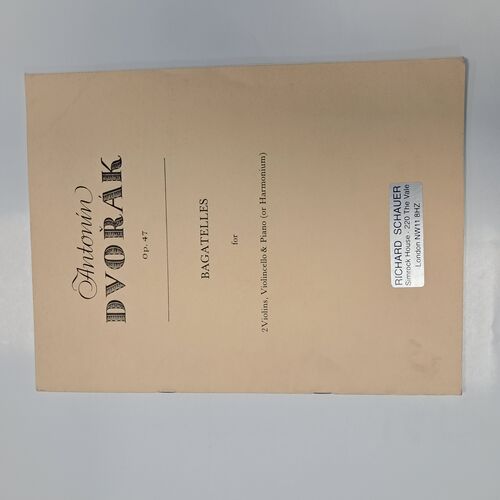 Antonín
DVOŘÁK
op. 47
BAGATELLES
for
2 Violins, Violincello & Piano (or Harmonium)
RICHARD SCHAUER
Simrock House - 220 The Vale
London NW11 8HZ